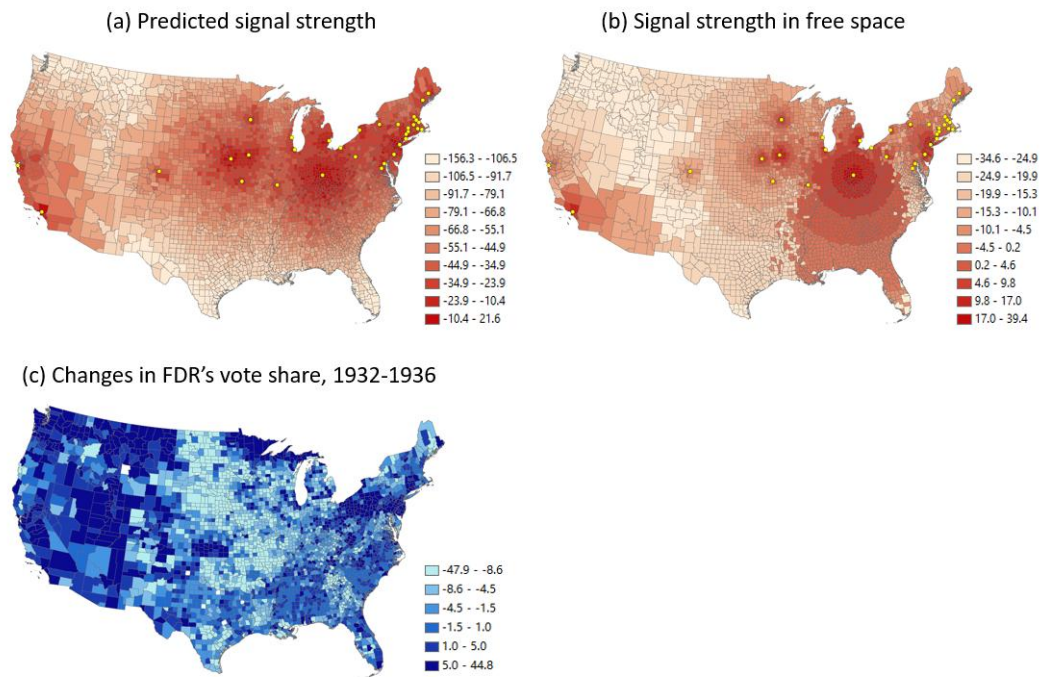 (a) Predicted signal strength
(b) Signal strength in free space
-156.3 - -106.5
-106.5 - -91.7
-91.7 - -79.1
-79.1 - -66.8
-66.8 - -55.1
-55.1 - -44.9
-44.9 - -34.9
-34.9 - -23.9
-23.9 - -10.4
-10.4 - 21.6
-34.6 - -24.9
-24.9 - -19.9
-19.9 - -15.3
-15.3 - -10.1
-10.1 - -4.5
-4.5 - 0.2
0.2 - 4.6
4.6 - 9.8
9.8 - 17.0
17.0 - 39.4
(c) Changes in FDR's vote share, 1932-1936
-47.9 - -8.6
-8.6 - -4.5
-4.5 - -1.5
-1.5 - 1.0
1.0 - 5.0
5.0 - 44.8